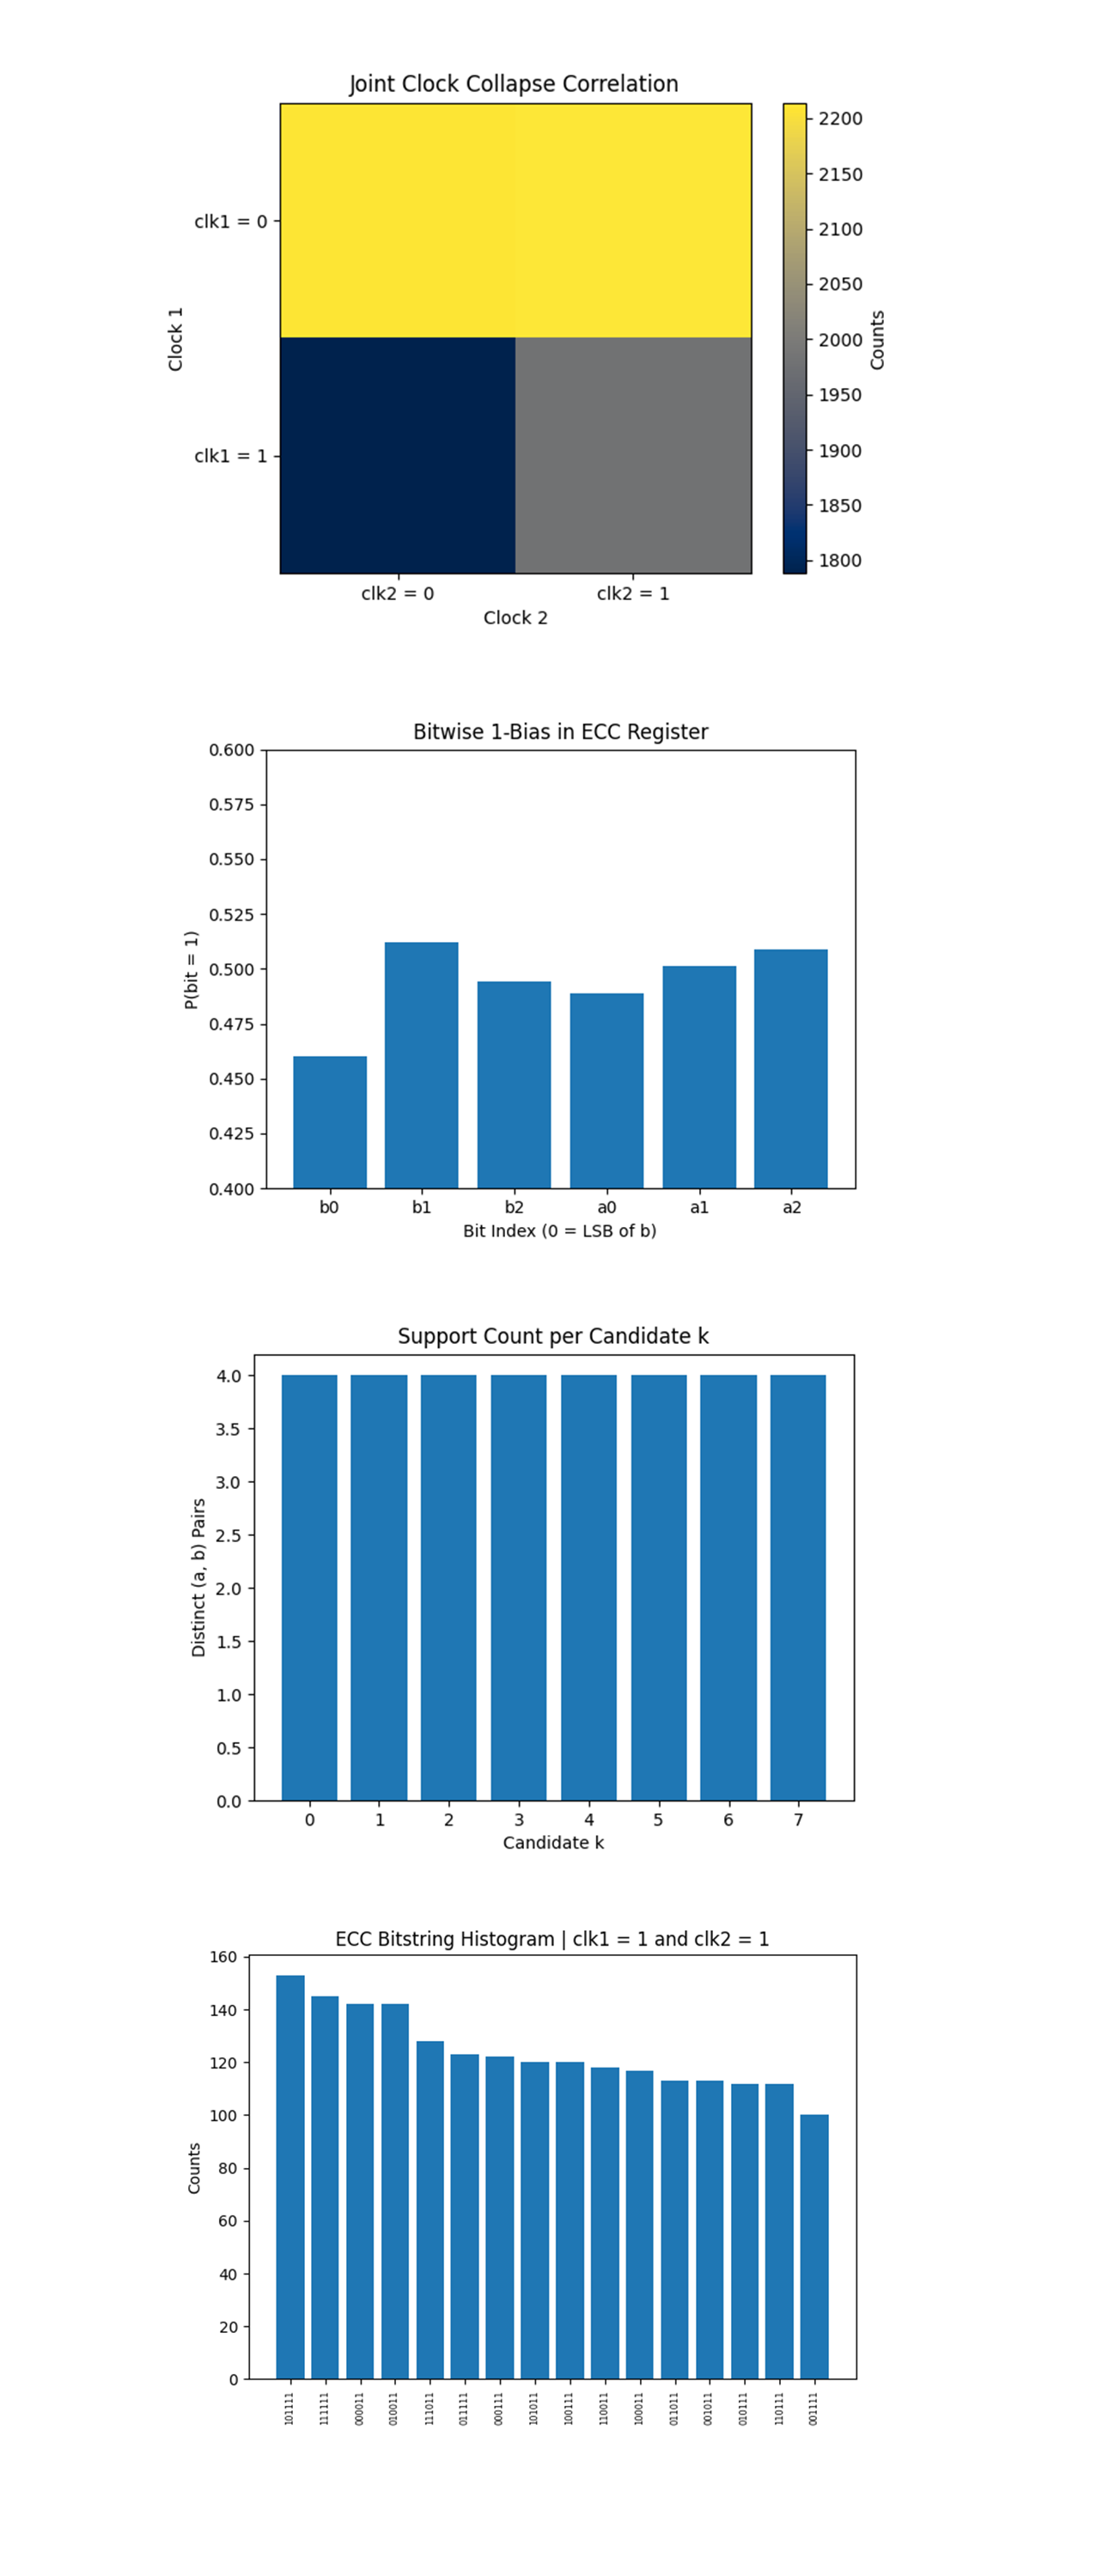 Joint Clock Collapse Correlation
2200
2150
2100
2050
2000
1950
1900
1850
1800
Counts
clk1 = 0
clk1 = 1
Clock 1
clk2 = 0 clk2 = 1
Clock 2
Bitwise 1-Bias in ECC Register
0.600
0.575
0.550
0.525
0.500
0.475
0.450
0.425
0.400
P(bit = 1)
b0 b1 b2 a0 a1 a2
Bit Index (0 = LSB of b)
Support Count per Candidate k
4.0
3.5
3.0
2.5
2.0
1.5
1.0
0.5
0.0
Distinct (a, b) Pairs
0 1 2 3 4 5 6 7
Candidate k
ECC Bitstring Histogram | clk1 = 1 and clk2 = 1
160
140
120
100
80
60
40
20
0
Counts
101111 111111 000011 010011 111011 011111 000111 101011 100111 110011 100011 011011 001011 010111 110111 001111